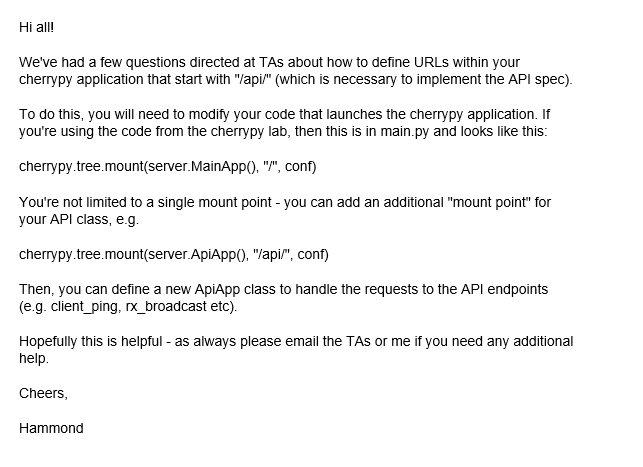 Hi all!
We've had a few questions directed at TAs about how to define URLs within your
cherrypy application that start with "/api/" (which is necessary to implement the API spec).
To do this, you will need to modify your code that launches the cherrypy application. If
you're using the code from the cherrypy lab, then this is in main.py and looks like this:
cherrypy.tree.mount(server.MainApp(), "/", conf)
You're not limited to a single mount point - you can add an additional "mount point" for
your API class, e.g.
cherrypy.tree.mount(server.ApiApp(), "/api/", conf)
Then, you can define a new ApiApp class to handle the requests to the API endpoints
(e.g. client_ping, rx_broadcast etc).
Hopefully this is helpful - as always please email the TAs or me if you need any additional
help.
Cheers,
Hammond